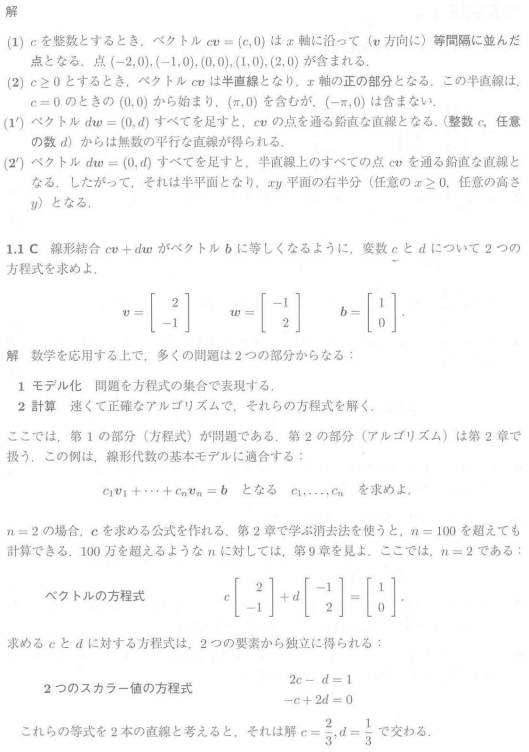 解
(1) c を整数とするとき，ベクトル cv = (c, 0) は x 軸に沿って（v 方向に）等間隔に並んだ
点となる．点 (−2, 0), (−1, 0), (0, 0), (1, 0), (2, 0) が含まれる．
(2) c ≥ 0 とするとき，ベクトル cv は半直線となり，x 軸の正の部分となる．この半直線は，
c = 0 のときの (0, 0) から始まり，(π, 0) を含むが，(−π, 0) は含まない．
(1′) ベクトル dw = (0, d) すべてを足すと，cv の点を通る鉛直な直線となる．（整数 c，任意
の数 d）からは無数の平行な直線が得られる．
(2′) ベクトル dw = (0, d) すべてを足すと，半直線上のすべての点 cv を通る鉛直な直線と
なる．したがって，それは半平面となり，xy 平面の右半分（任意の x ≥ 0，任意の高さ
y）となる．
1.1 C 線形結合 cv + dw がベクトル b に等しくなるように，変数 c と d について 2 つの
方程式を求めよ．
v = [2 −1] w = [−1 2] b = [1 0].
解 数学を応用する上で，多くの問題は 2 つの部分からなる：
1 モデル化 問題を方程式の集合で表現する．
2 計算 速くて正確なアルゴリズムで，それらの方程式を解く．
ここでは，第 1 の部分（方程式）が問題である．第 2 の部分（アルゴリズム）は第 2 章で
扱う．この例は，線形代数の基本モデルに適合する：
c₁v₁ + ··· + cₙvₙ = b となる c₁, ..., cₙ を求めよ．
n = 2 の場合，c を求める公式を作れる．第 2 章で学ぶ消去法を使うと，n = 100 を超えても
計算できる．100 万を超えるような n に対しては，第 9 章を見よ．ここでは，n = 2 である：
ベクトルの方程式 c [2 −1] + d [−1 2] = [1 0].
求める c と d に対する方程式は，2 つの要素から独立に得られる：
2 つのスカラー値の方程式
2c − d = 1
−c + 2d = 0
これらの等式を 2 本の直線と考えると，それは解 c = 2/3, d = 1/3 で交わる．